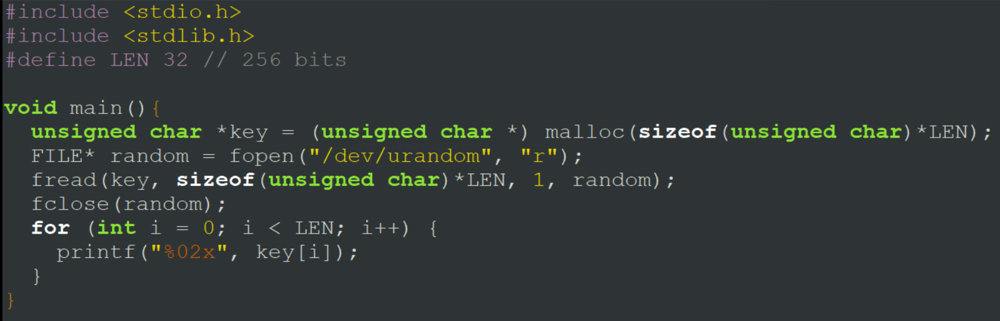 #include <stdio.h>
#include <stdlib.h>
#define LEN 32 // 256 bits

void main(){
  unsigned char *key = (unsigned char *) malloc(sizeof(unsigned char)*LEN);
  FILE* random = fopen("/dev/urandom", "r");
  fread(key, sizeof(unsigned char)*LEN, 1, random);
  fclose(random);
  for (int i = 0; i < LEN; i++) {
    printf("%02x", key[i]);
  }
}